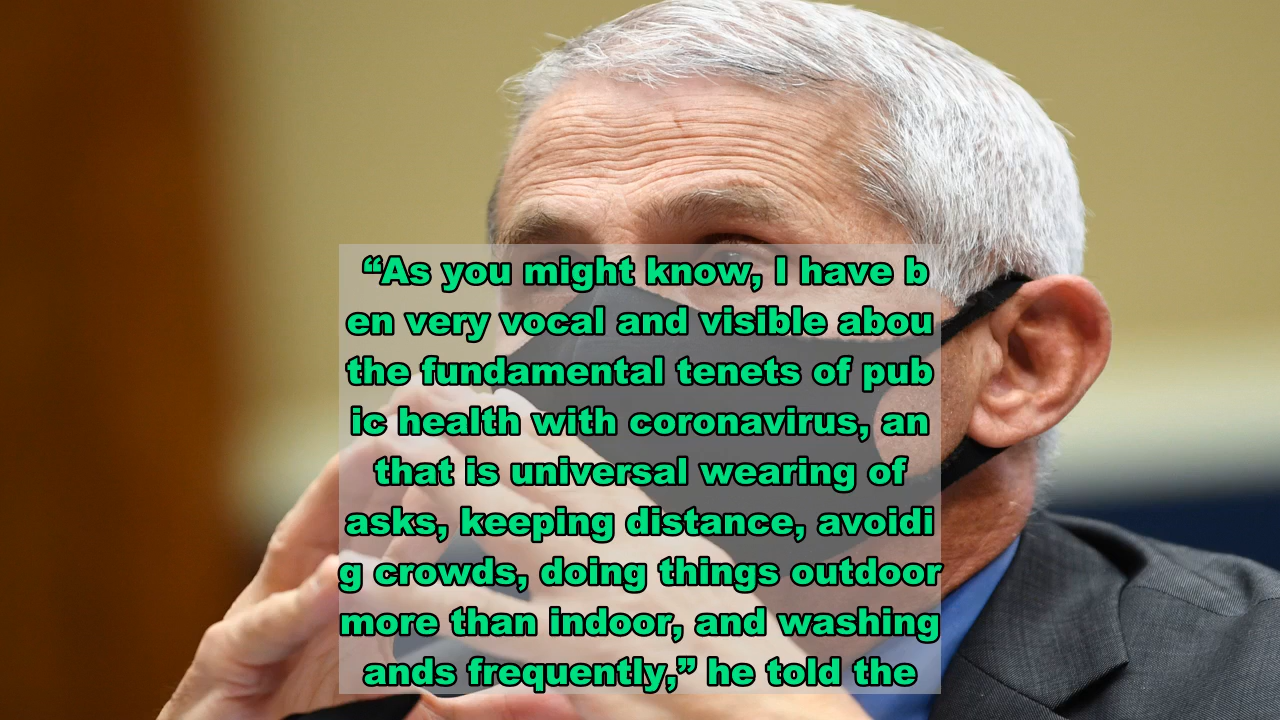 “As you might know, I have b
en very vocal and visible abou
the fundamental tenets of pub
ic health with coronavirus, an
that is universal wearing of
asks, keeping distance, avoidi
g crowds, doing things outdoor
more than indoor, and washing
ands frequently,” he told the